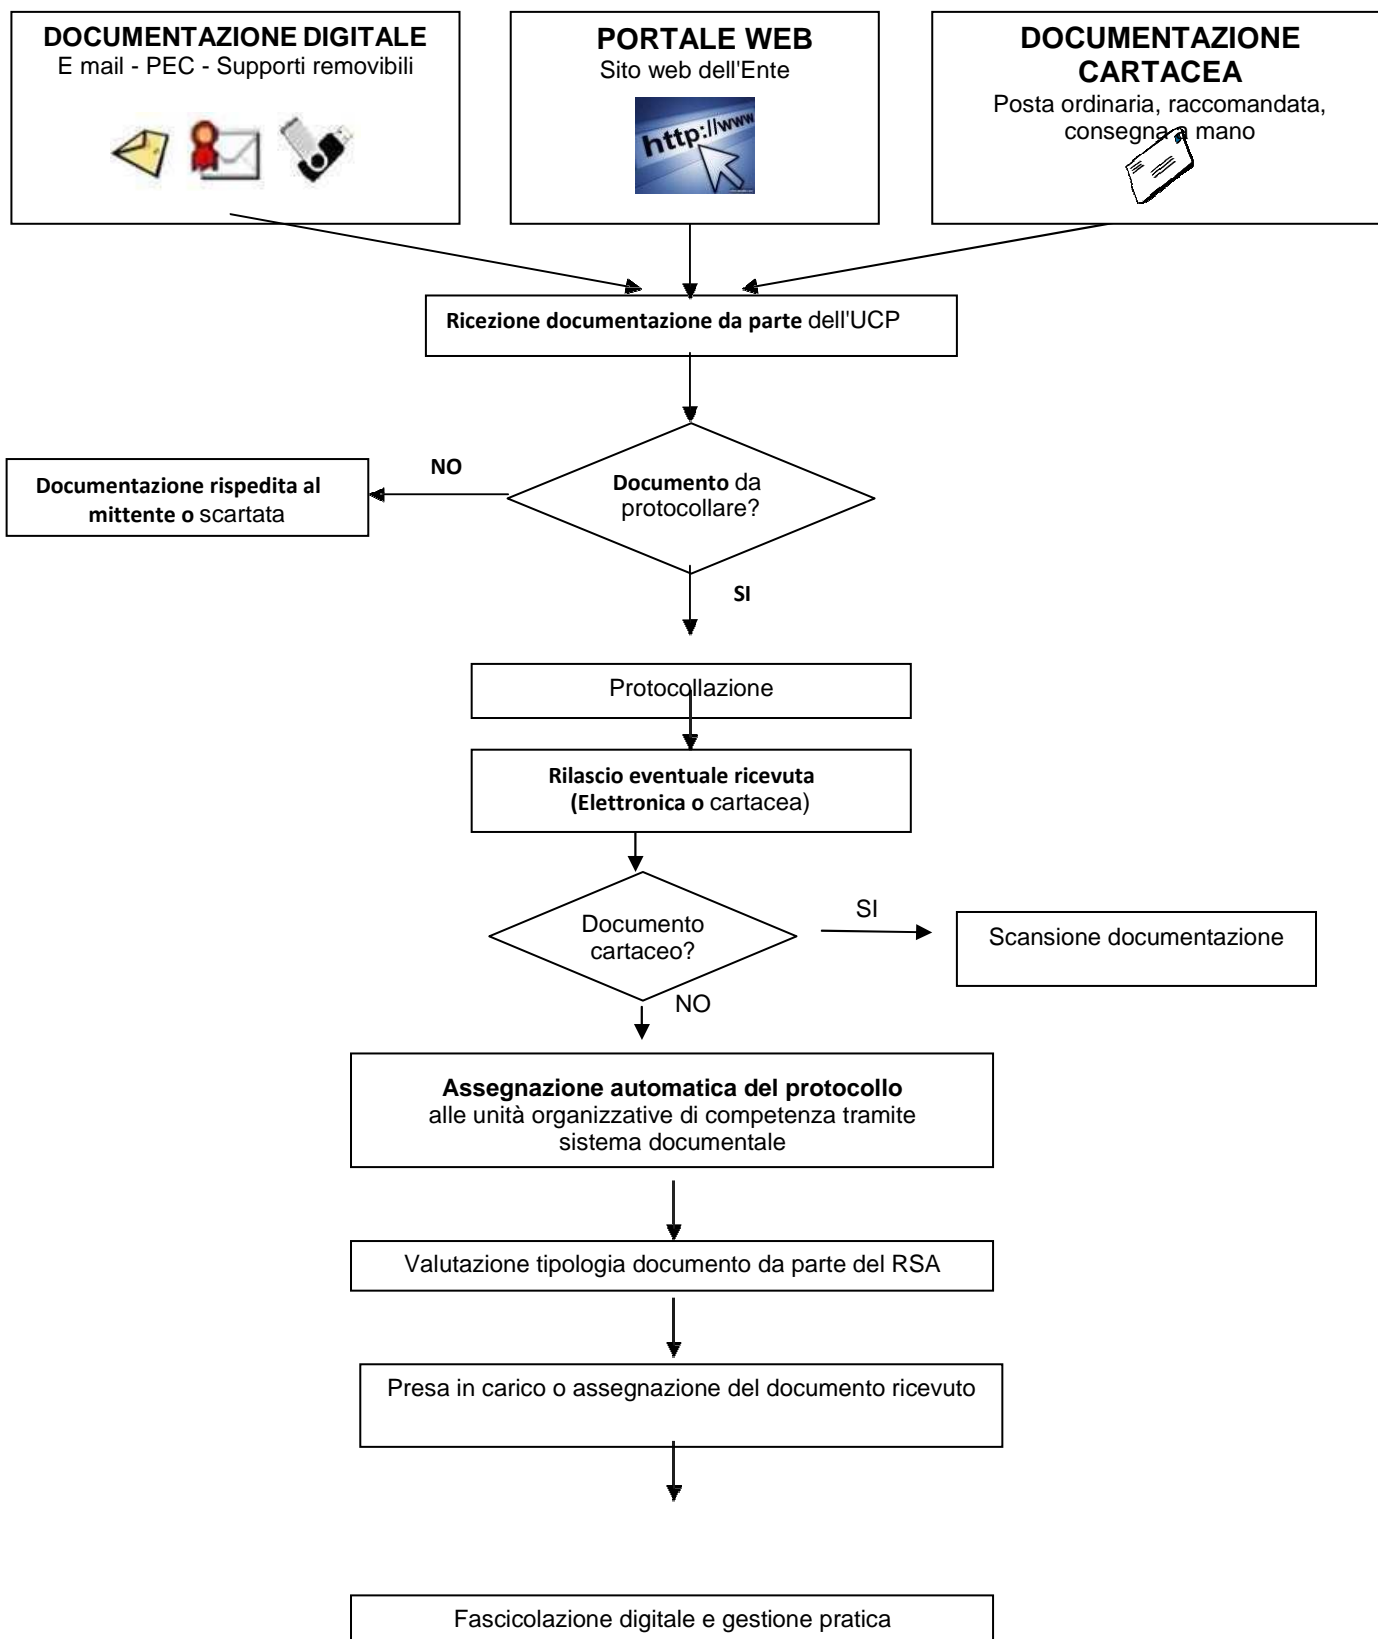 DOCUMENTAZIONE DIGITALE
E mail - PEC - Supporti removibili
PORTALE WEB
Sito web dell'Ente
http://www
DOCUMENTAZIONE
CARTACEA
Posta ordinaria, raccomandata,
consegna a mano
Ricezione documentazione da parte dell'UCP
NO
Documentazione rispedita al
mittente o scartata
Documento da
protocollare?
SI
Protocollazione
Rilascio eventuale ricevuta
(Elettronica o cartacea)
Documento
cartaceo?
SI
Scansione documentazione
NO
Assegnazione automatica del protocollo
alle unità organizzative di competenza tramite
sistema documentale
Valutazione tipologia documento da parte del RSA
Presa in carico o assegnazione del documento ricevuto
Fascicolazione digitale e gestione pratica